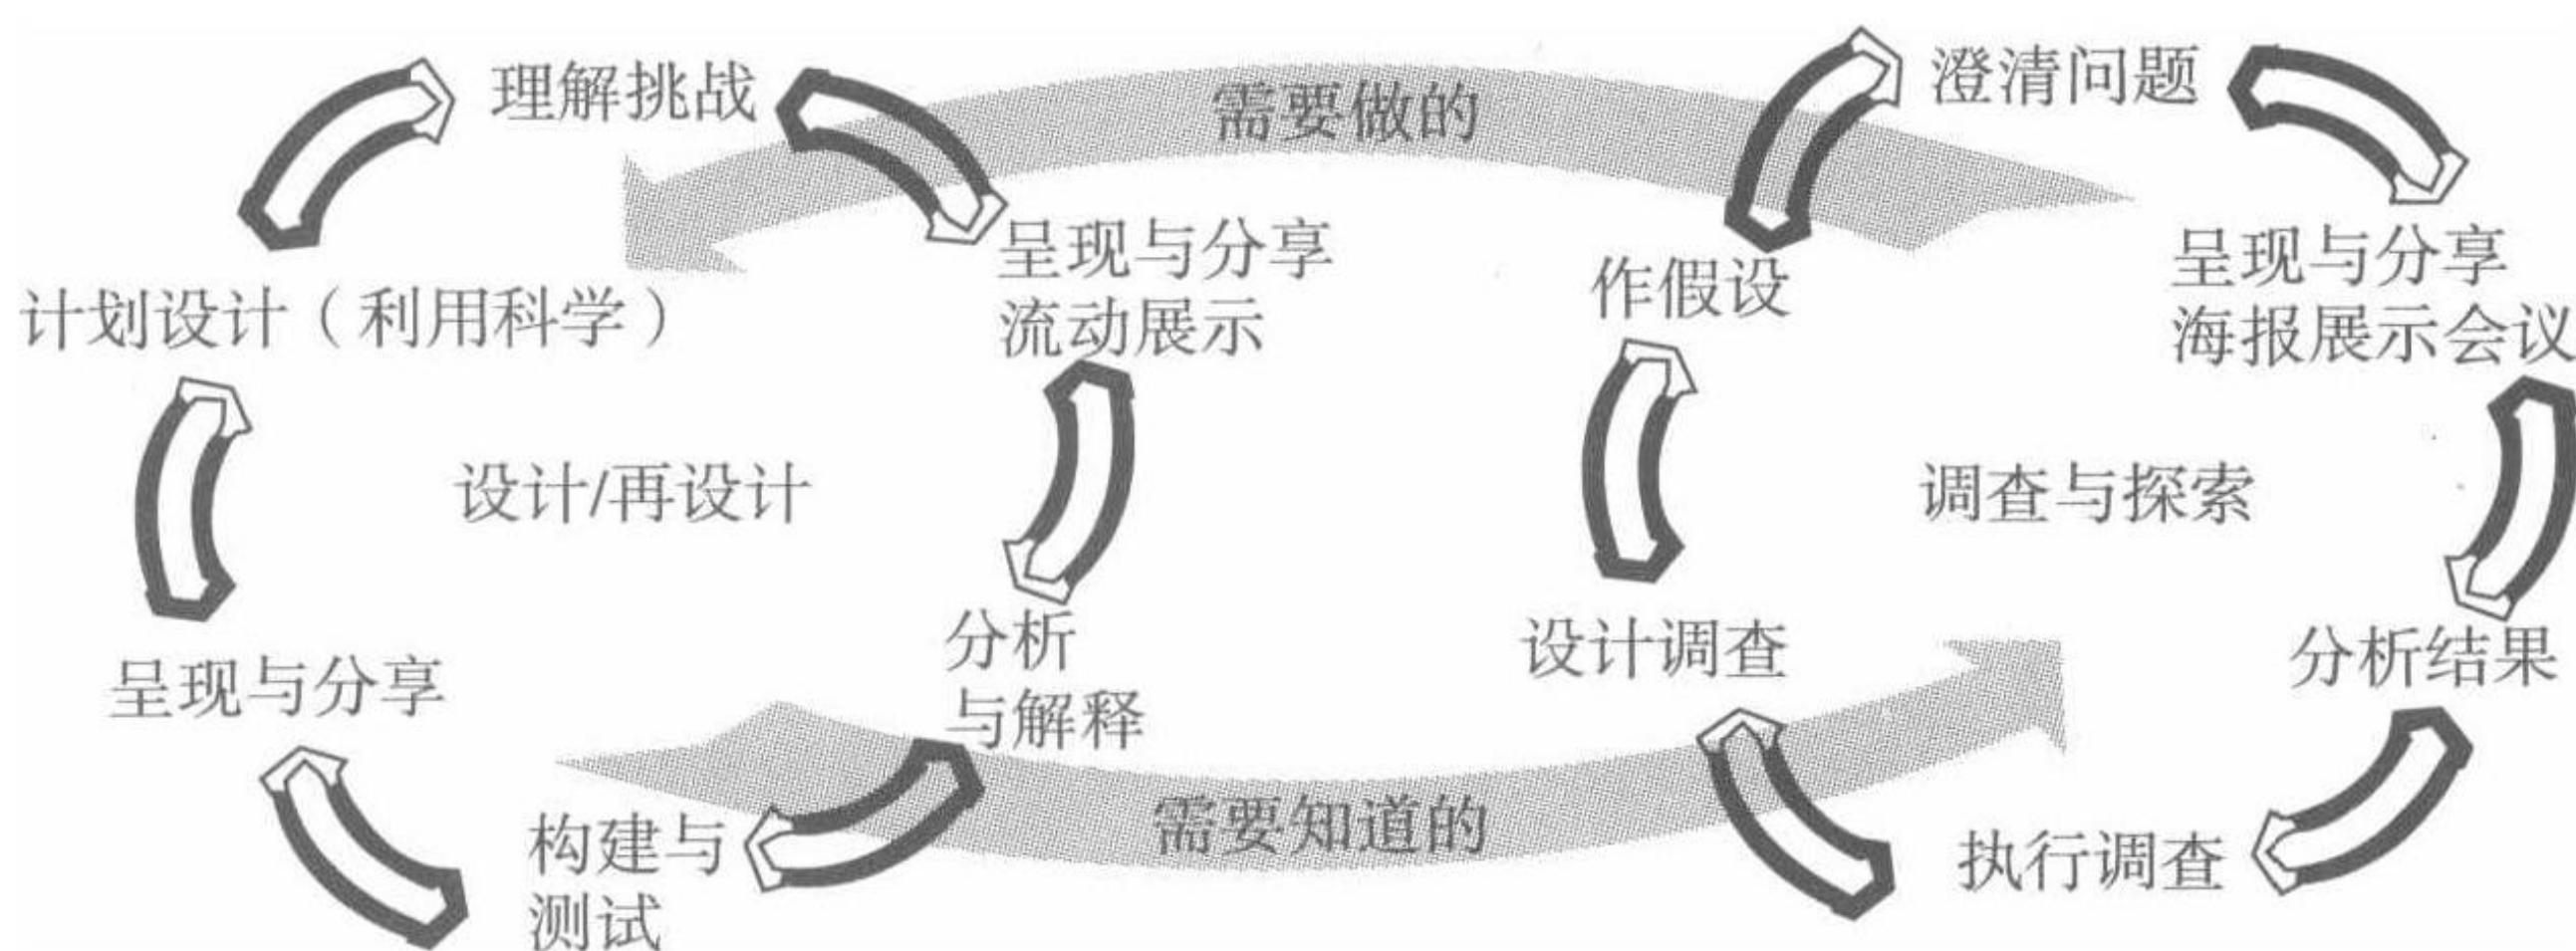 理解挑战
需要做的
澄清问题
呈现与分享
流动展示
作假设
呈现与分享
海报展示会议
计划设计（利用科学）
设计/再设计
调查与探索
分析
与解释
设计调查
分析结果
呈现与分享
需要知道的
构建与
测试
执行调查